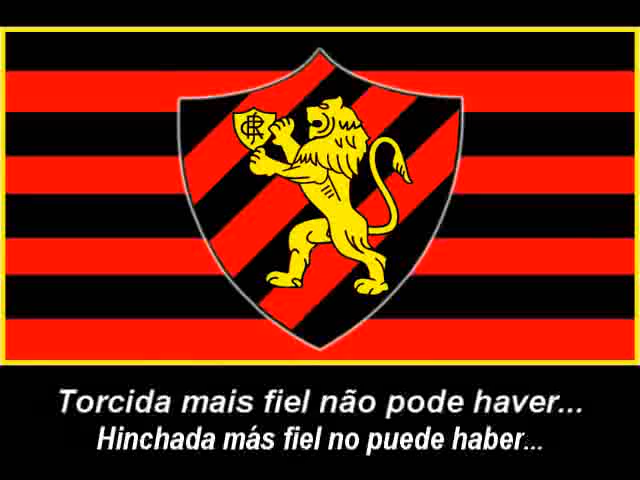 Torcida mais fiel não pode haver...
Hinchada más fiel no puede haber...